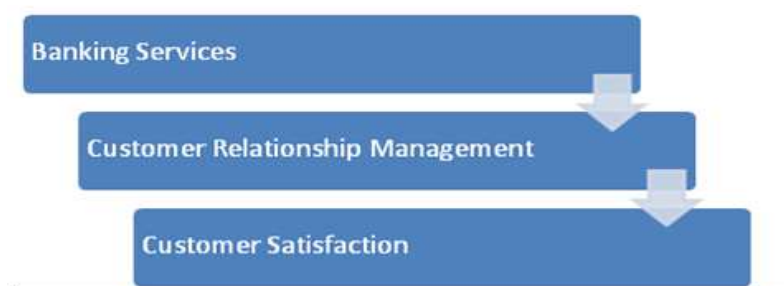 Banking Services
Customer Relationship Management
Customer Satisfaction